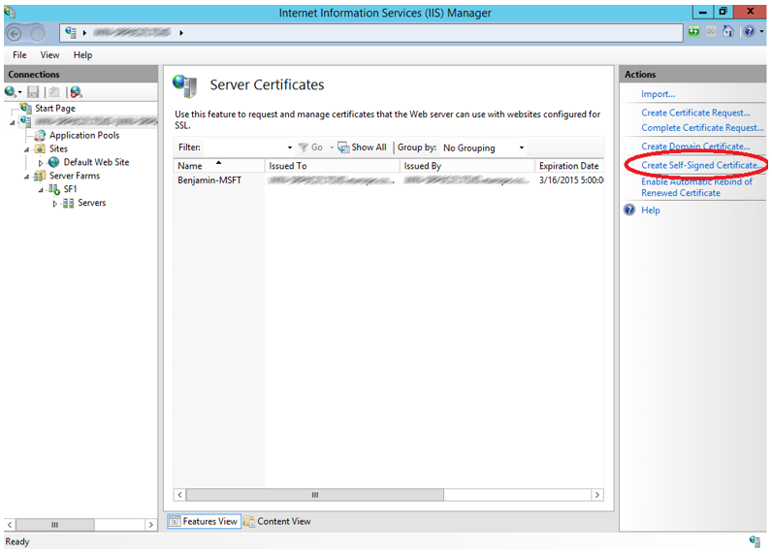 Internet Information Services (IIS) Manager
File View Help
Connections
Start Page
Application Pools
Sites
Default Web Site
Server Farms
SF1
Servers
Server Certificates
Use this feature to request and manage certificates that the Web server can use with websites configured for
SSL.
Filter: Go Show All Group by: No Grouping
Name Issued To Issued By Expiration Date
Benjamin-MSFT 3/16/2015 5:00:0
Features View Content View
Actions
Import...
Create Certificate Request...
Complete Certificate Request...
Create Domain Certificate...
Create Self-Signed Certificate...
Enable Automatic Rebind of
Renewed Certificate
Help
Ready